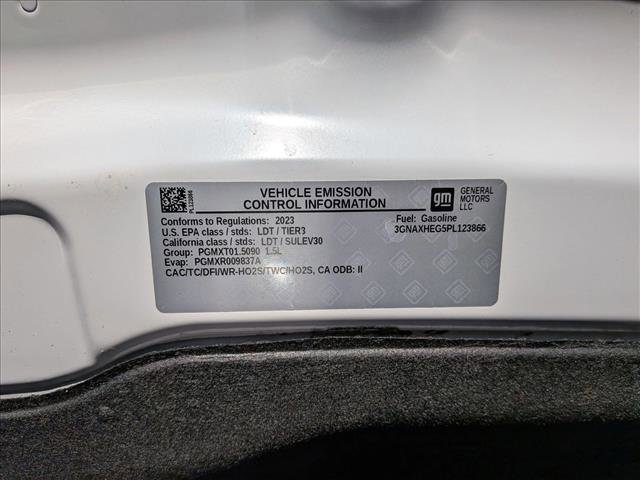 PL123866
VEHICLE EMISSION
CONTROL INFORMATION
gm
GENERAL
MOTORS
LLC
Conforms to Regulations: 2023
Fuel: Gasoline
U.S. EPA class / stds: LDT / TIER3
3GNAXHEG5PL123866
California class / stds: LDT / SULEV30
Group: PGMXT01.5090 1.5L
Evap: PGMXR009837A
CAC/TC/DFI/WR-HO2S/TWC/HO2S, CA ODB: II